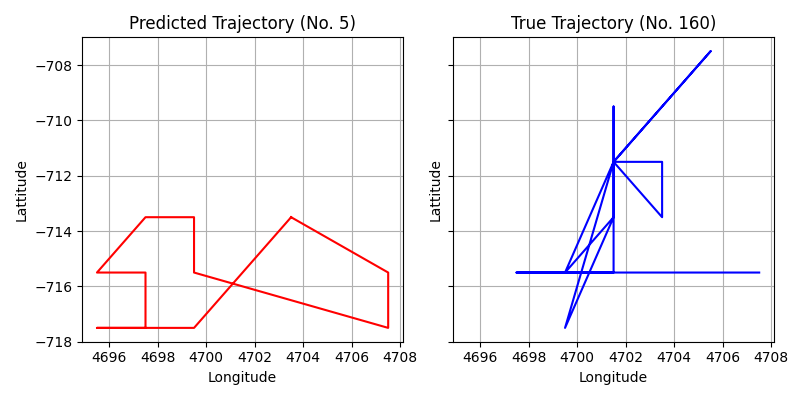 Predicted Trajectory (No. 5)
True Trajectory (No. 160)
Lattitude
−708
−710
−712
−714
−716
−718
4696 4698 4700 4702 4704 4706 4708
Longitude
Lattitude
4696 4698 4700 4702 4704 4706 4708
Longitude